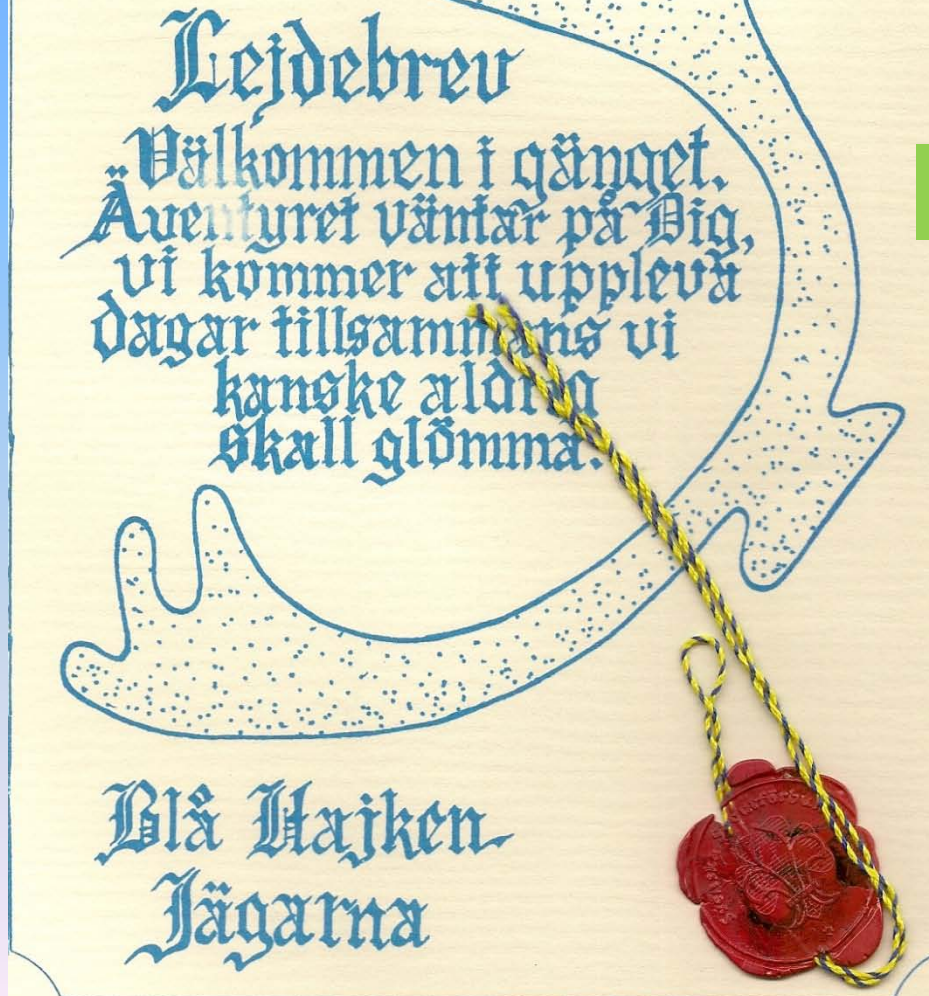 Lejdebrev
Välkommen i gänget.
Äventyret väntar på Dig,
vi kommer att uppleva
dagar tillsammans vi
kanske aldrig
skall glömma.
Blå Hajken
Jägarna